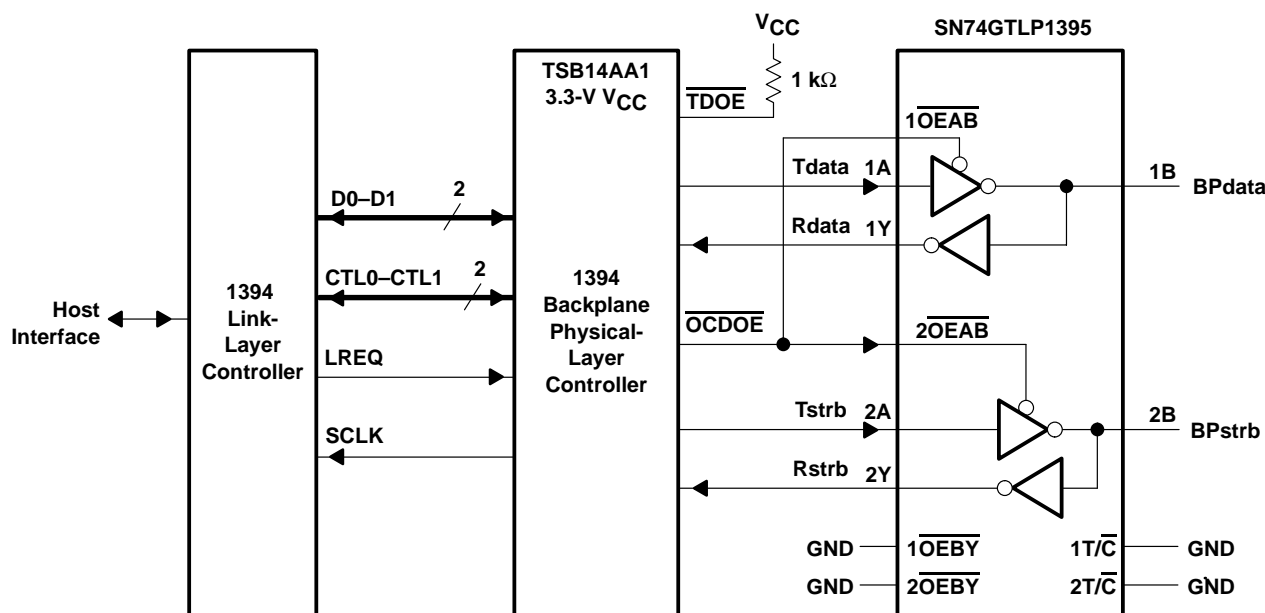 VCC
SN74GTLP1395
TSB14AA1
3.3-V VCC
TDOE
1 kΩ
1OEAB
Tdata
1A
1B
BPdata
D0–D1
2
Rdata
1Y
CTL0–CTL1
2
1394
Link-
Layer
Controller
1394
Backplane
Physical-
Layer
Controller
Host
Interface
OCDOE
2OEAB
LREQ
Tstrb
2A
2B
BPstrb
SCLK
Rstrb
2Y
GND
1OEBY
1T/C
GND
GND
2OEBY
2T/C
GND